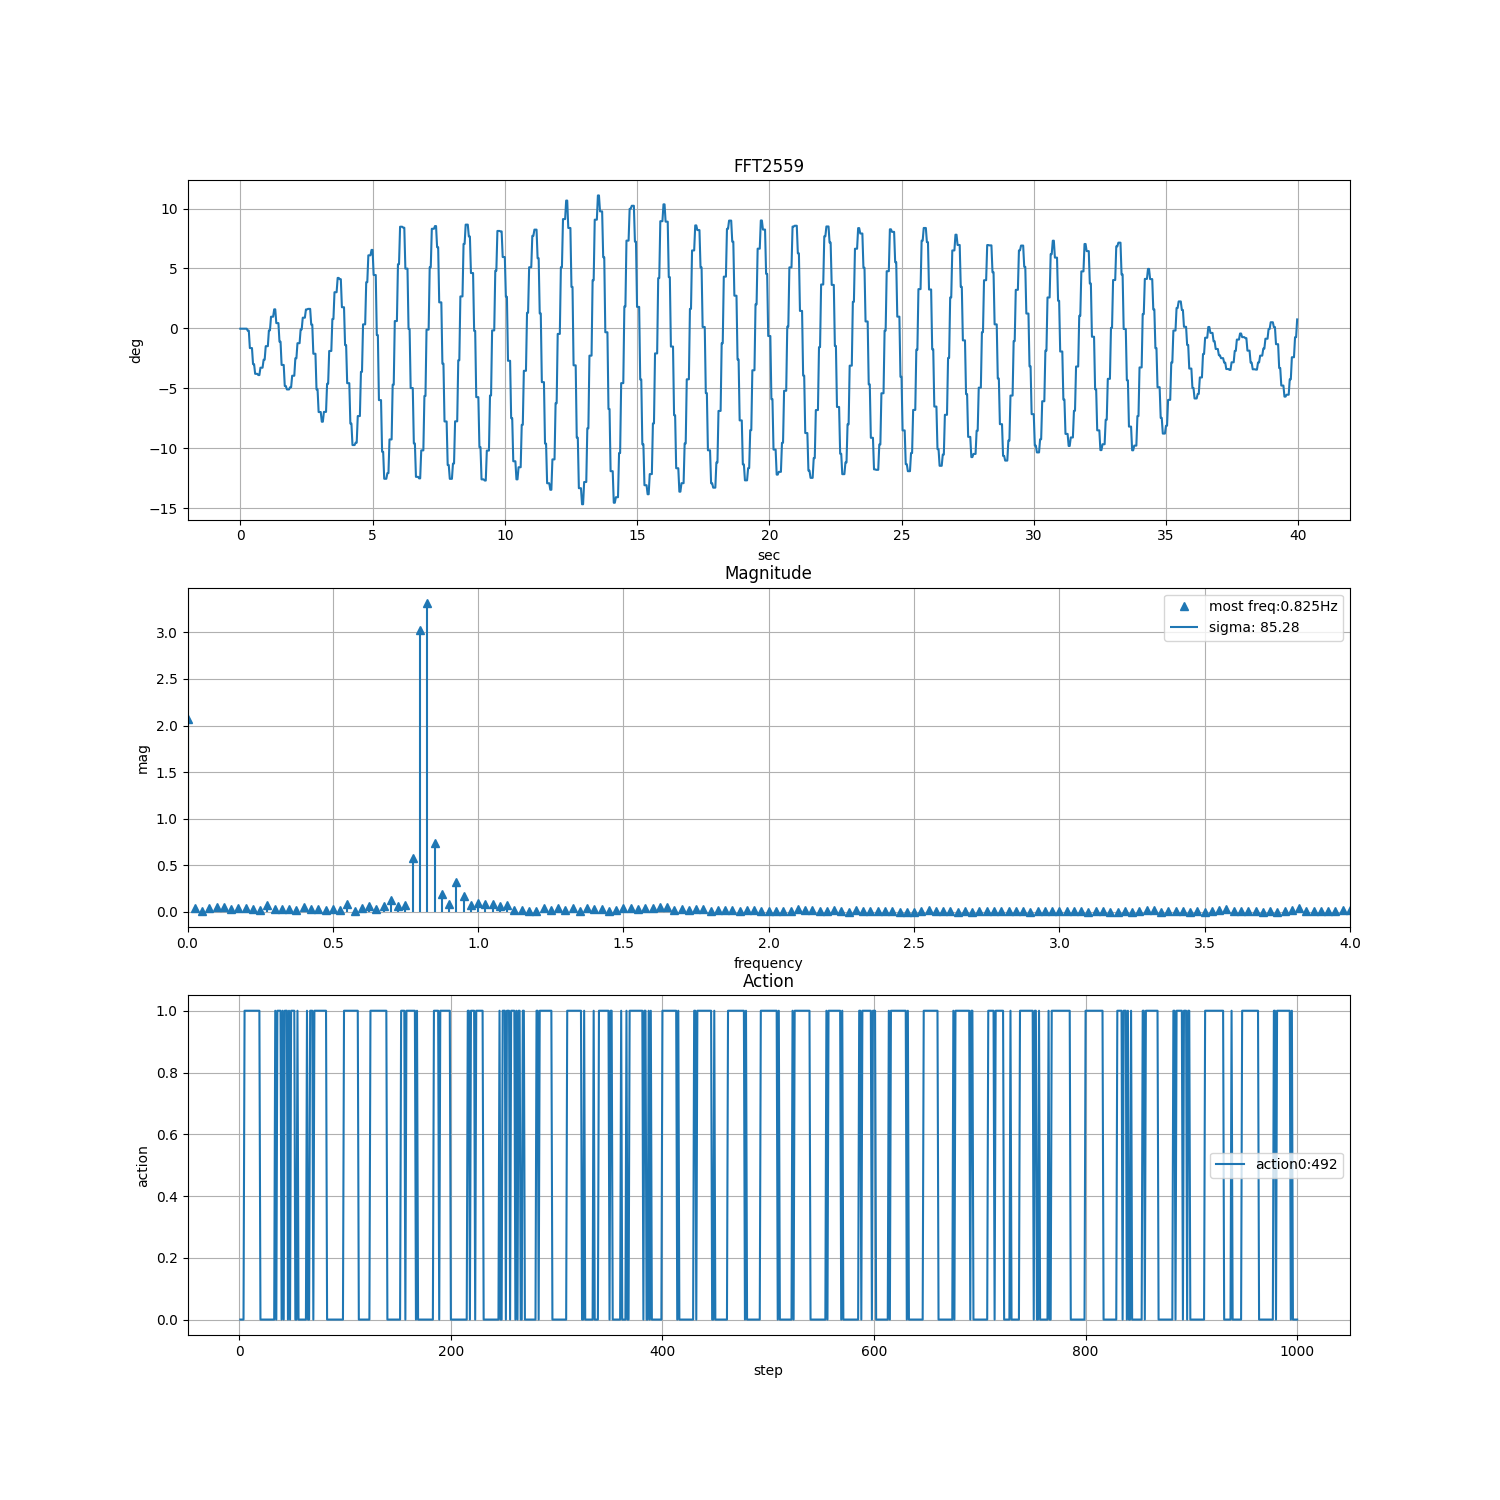 FFT2559
10
5
0
−5
−10
−15
deg
0 5 10 15 20 25 30 35 40
sec
Magnitude
most freq:0.825Hz
sigma: 85.28
3.0
2.5
2.0
1.5
1.0
0.5
0.0
mag
0.0 0.5 1.0 1.5 2.0 2.5 3.0 3.5 4.0
frequency
Action
1.0
0.8
0.6
0.4
0.2
0.0
action
action0:492
0 200 400 600 800 1000
step